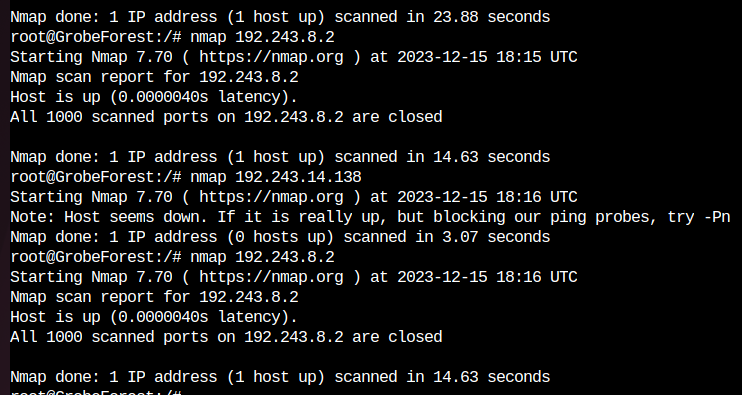 Nmap done: 1 IP address (1 host up) scanned in 23.88 seconds
root@GrobeForest:/# nmap 192.243.8.2
Starting Nmap 7.70 ( https://nmap.org ) at 2023-12-15 18:15 UTC
Nmap scan report for 192.243.8.2
Host is up (0.0000040s latency).
All 1000 scanned ports on 192.243.8.2 are closed
Nmap done: 1 IP address (1 host up) scanned in 14.63 seconds
root@GrobeForest:/# nmap 192.243.14.138
Starting Nmap 7.70 ( https://nmap.org ) at 2023-12-15 18:16 UTC
Note: Host seems down. If it is really up, but blocking our ping probes, try -Pn
Nmap done: 1 IP address (0 hosts up) scanned in 3.07 seconds
root@GrobeForest:/# nmap 192.243.8.2
Starting Nmap 7.70 ( https://nmap.org ) at 2023-12-15 18:16 UTC
Nmap scan report for 192.243.8.2
Host is up (0.0000040s latency).
All 1000 scanned ports on 192.243.8.2 are closed
Nmap done: 1 IP address (1 host up) scanned in 14.63 seconds
root@GrobeForest:/#